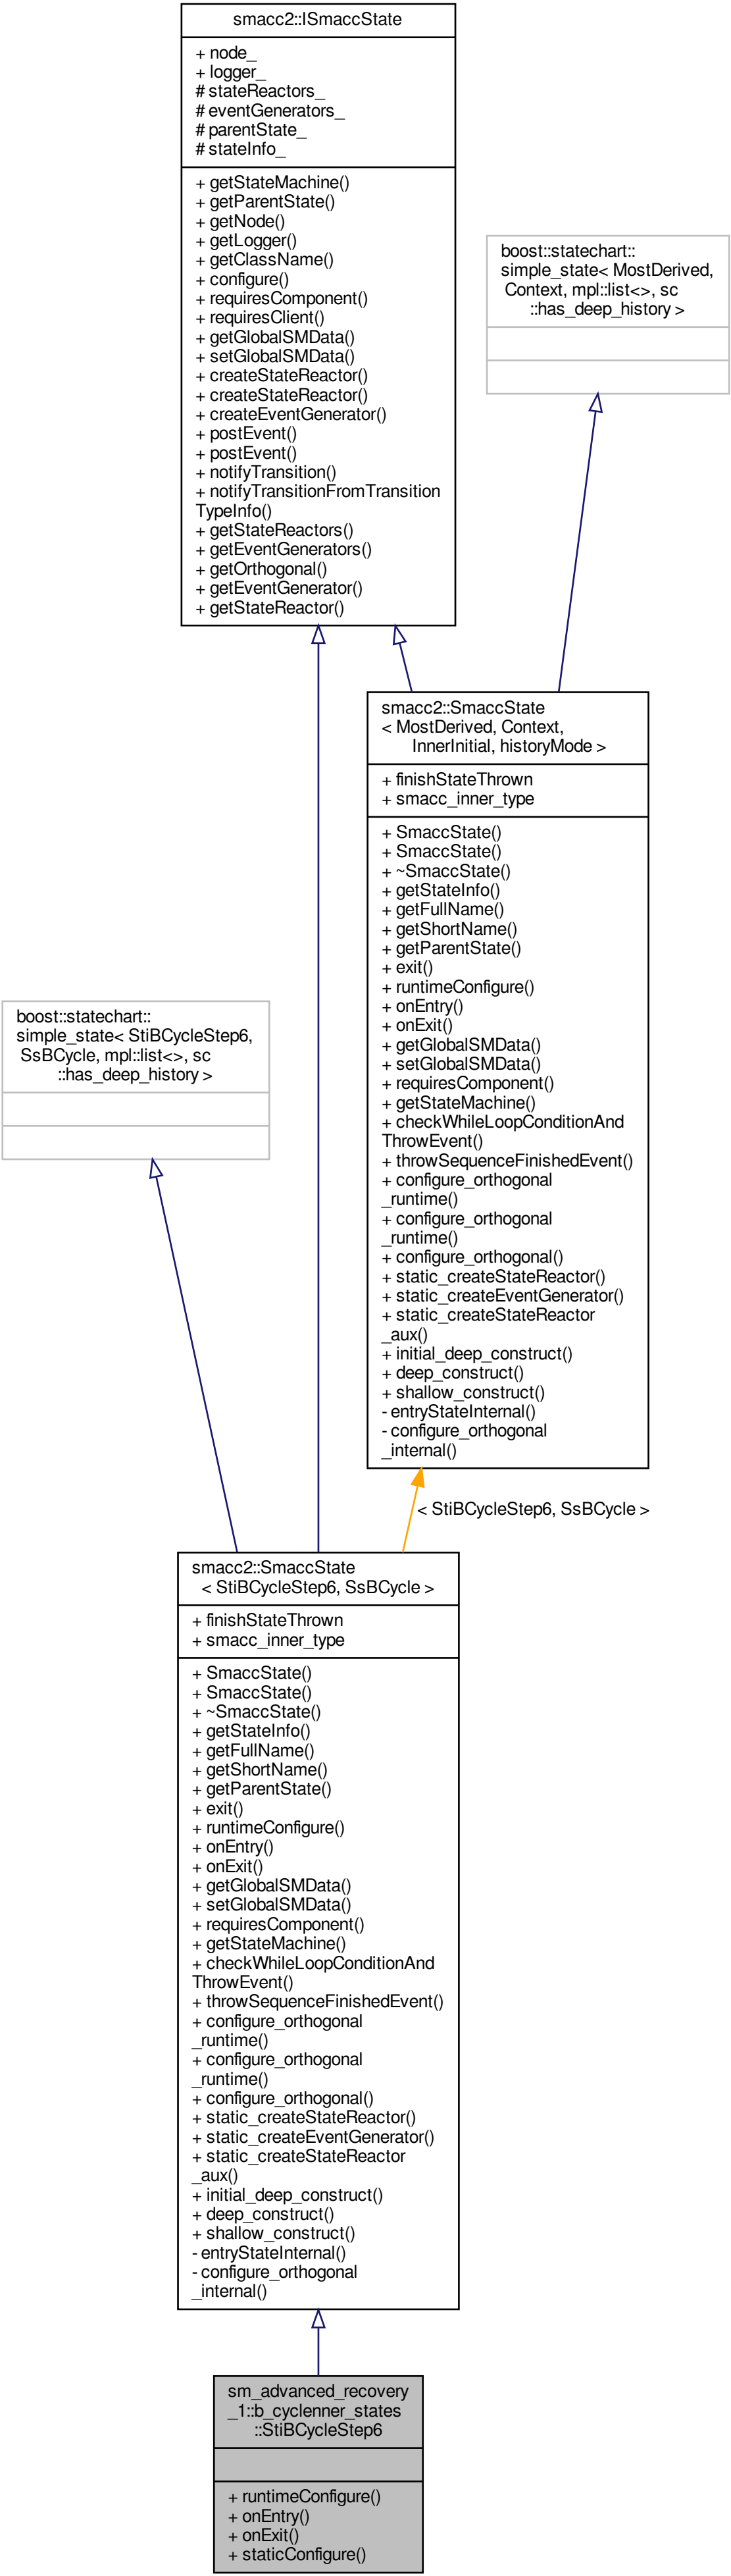 smacc2::ISmaccState
+ node_
+ logger_
# stateReactors_
# eventGenerators_
# parentState_
# stateInfo_
+ getStateMachine()
+ getParentState()
+ getNode()
+ getLogger()
+ getClassName()
+ configure()
+ requiresComponent()
+ requiresClient()
+ getGlobalSMData()
+ setGlobalSMData()
+ createStateReactor()
+ createStateReactor()
+ createEventGenerator()
+ postEvent()
+ postEvent()
+ notifyTransition()
+ notifyTransitionFromTransition
TypeInfo()
+ getStateReactors()
+ getEventGenerators()
+ getOrthogonal()
+ getEventGenerator()
+ getStateReactor()
boost::statechart::
simple_state< MostDerived,
Context, mpl::list<>, sc
::has_deep_history >
smacc2::SmaccState
< MostDerived, Context,
InnerInitial, historyMode >
+ finishStateThrown
+ smacc_inner_type
+ SmaccState()
+ SmaccState()
+ ~SmaccState()
+ getStateInfo()
+ getFullName()
+ getShortName()
+ getParentState()
+ exit()
+ runtimeConfigure()
+ onEntry()
+ onExit()
+ getGlobalSMData()
+ setGlobalSMData()
+ requiresComponent()
+ getStateMachine()
+ checkWhileLoopConditionAnd
ThrowEvent()
+ throwSequenceFinishedEvent()
+ configure_orthogonal
_runtime()
+ configure_orthogonal
_runtime()
+ configure_orthogonal()
+ static_createStateReactor()
+ static_createEventGenerator()
+ static_createStateReactor
_aux()
+ initial_deep_construct()
+ deep_construct()
+ shallow_construct()
- entryStateInternal()
- configure_orthogonal
_internal()
boost::statechart::
simple_state< StiBCycleStep6,
SsBCycle, mpl::list<>, sc
::has_deep_history >
< StiBCycleStep6, SsBCycle >
smacc2::SmaccState
< StiBCycleStep6, SsBCycle >
+ finishStateThrown
+ smacc_inner_type
+ SmaccState()
+ SmaccState()
+ ~SmaccState()
+ getStateInfo()
+ getFullName()
+ getShortName()
+ getParentState()
+ exit()
+ runtimeConfigure()
+ onEntry()
+ onExit()
+ getGlobalSMData()
+ setGlobalSMData()
+ requiresComponent()
+ getStateMachine()
+ checkWhileLoopConditionAnd
ThrowEvent()
+ throwSequenceFinishedEvent()
+ configure_orthogonal
_runtime()
+ configure_orthogonal
_runtime()
+ configure_orthogonal()
+ static_createStateReactor()
+ static_createEventGenerator()
+ static_createStateReactor
_aux()
+ initial_deep_construct()
+ deep_construct()
+ shallow_construct()
- entryStateInternal()
- configure_orthogonal
_internal()
sm_advanced_recovery
_1::b_cyclenner_states
::StiBCycleStep6
+ runtimeConfigure()
+ onEntry()
+ onExit()
+ staticConfigure()